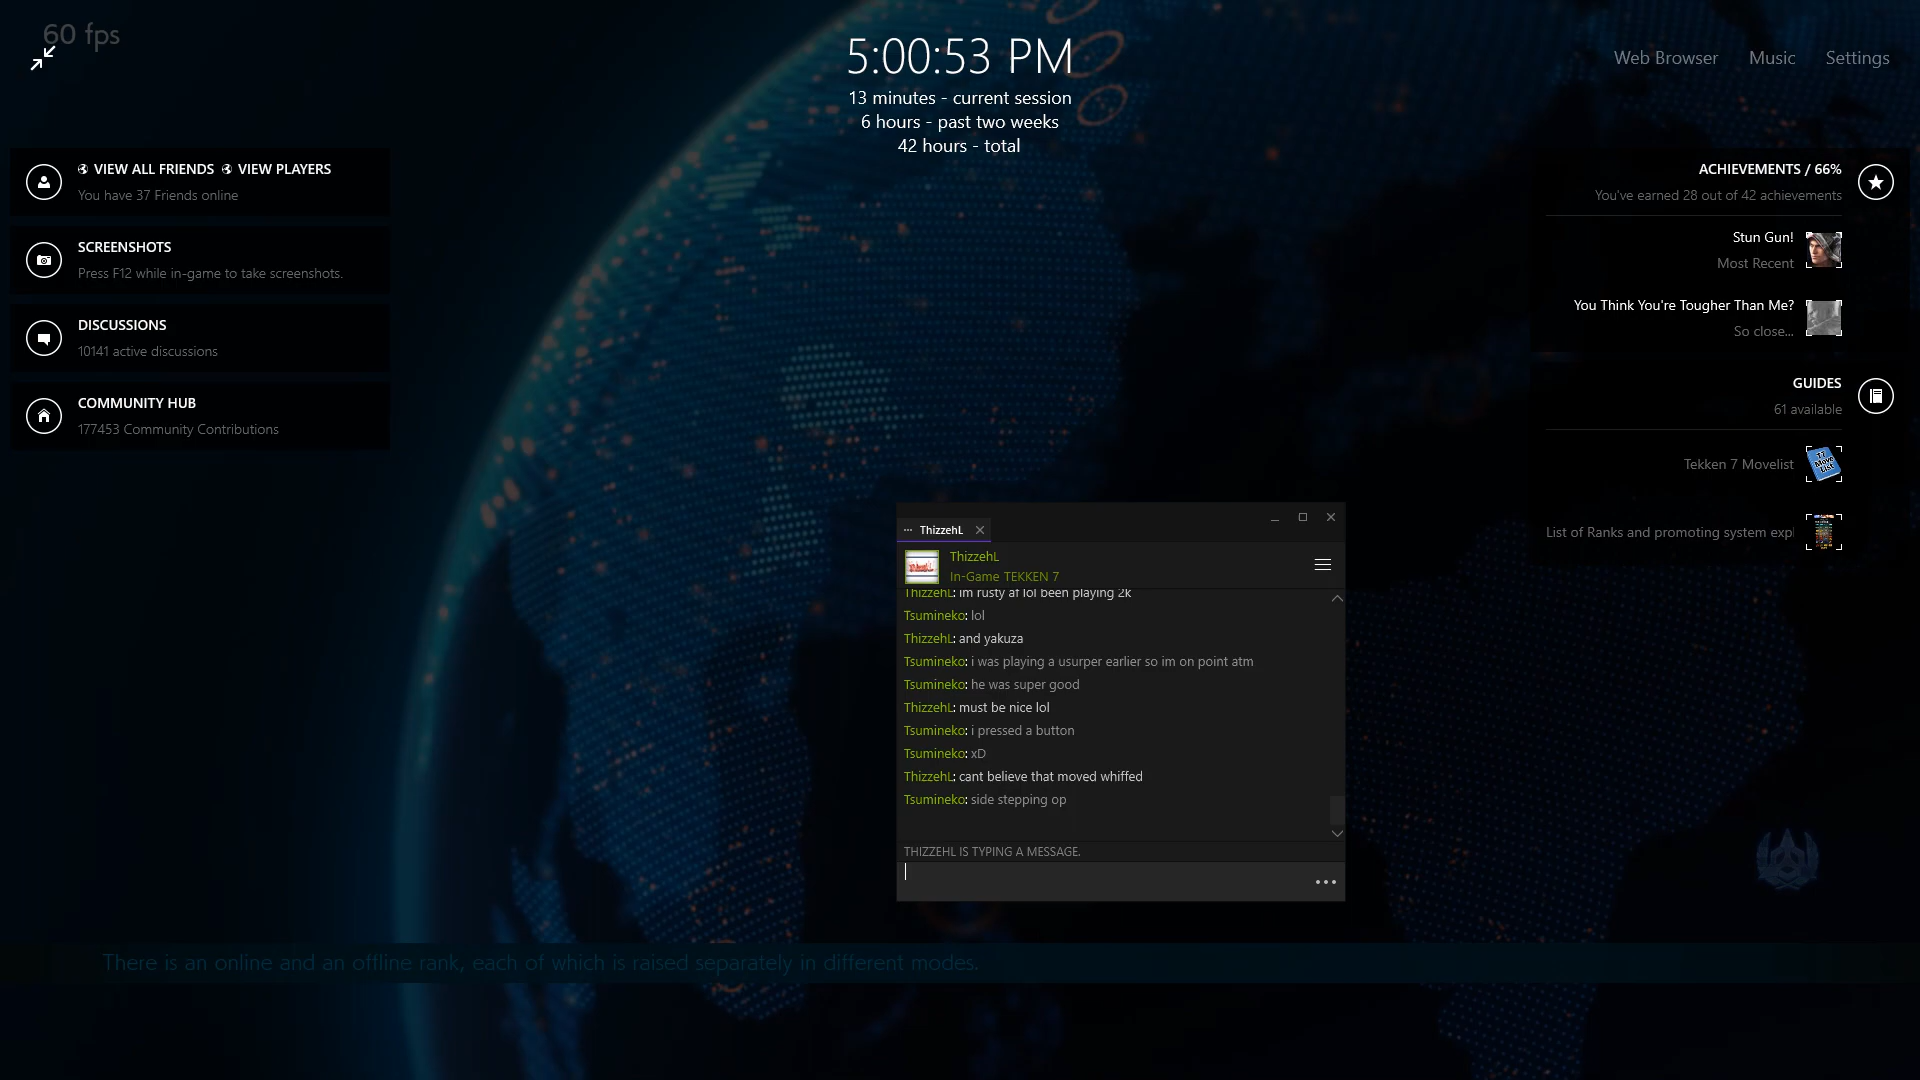 60 fps
5:00:53 PM
13 minutes - current session
6 hours - past two weeks
42 hours - total
Web Browser Music Settings
VIEW ALL FRIENDS VIEW PLAYERS
You have 37 Friends online
SCREENSHOTS
Press F12 while in-game to take screenshots.
DISCUSSIONS
10141 active discussions
COMMUNITY HUB
177453 Community Contributions
ACHIEVEMENTS / 66%
You've earned 28 out of 42 achievements
Stun Gun!
Most Recent
You Think You're Tougher Than Me?
So close...
GUIDES
61 available
Tekken 7 Movelist
T7 Move List
List of Ranks and promoting system expl
ThizzehL
ThizzehL
In-Game TEKKEN 7
ThizzehL: im rusty af lol been playing 2k
Tsumineko: lol
ThizzehL: and yakuza
Tsumineko: i was playing a usurper earlier so im on point atm
Tsumineko: he was super good
ThizzehL: must be nice lol
Tsumineko: i pressed a button
Tsumineko: xD
ThizzehL: cant believe that moved whiffed
Tsumineko: side stepping op
THIZZEHL IS TYPING A MESSAGE.
There is an online and an offline rank, each of which is raised separately in different modes.